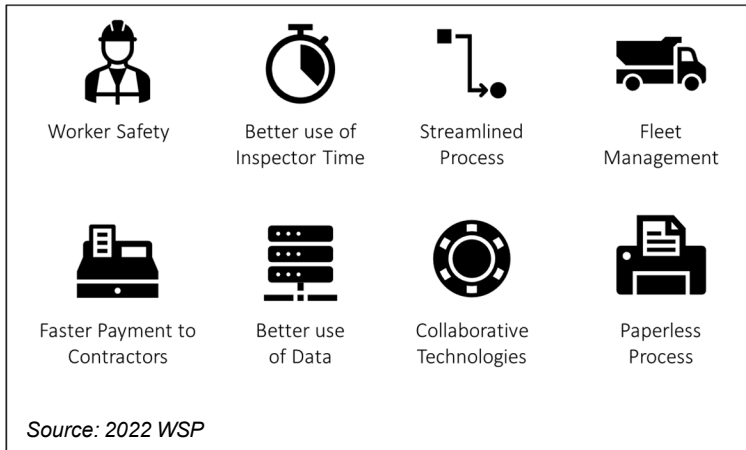 Worker Safety
Better use of
Inspector Time
Streamlined
Process
Fleet
Management
Faster Payment to
Contractors
Better use
of Data
Collaborative
Technologies
Paperless
Process
Source: 2022 WSP